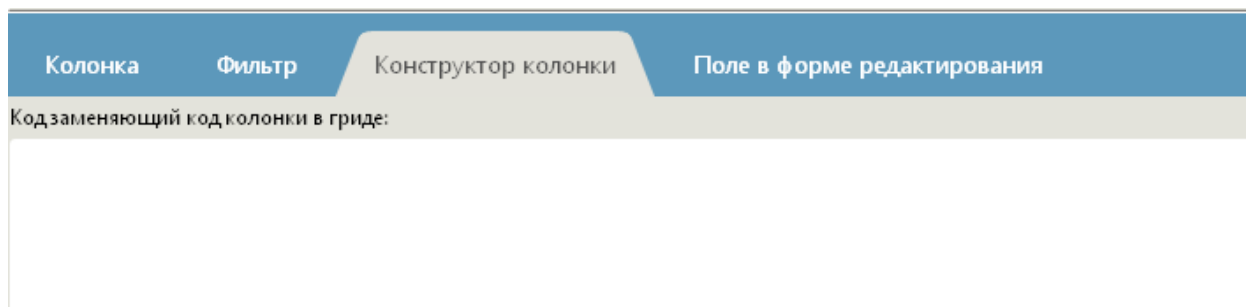 Колонка Фильтр Конструктор колонки Поле в форме редактирования
Код заменяющий код колонки в гриде: